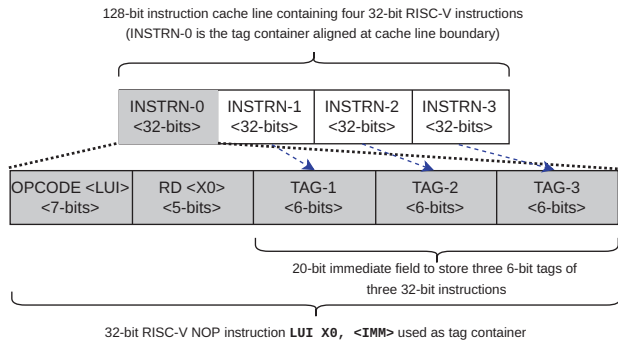 128-bit instruction cache line containing four 32-bit RISC-V instructions
(INSTRN-0 is the tag container aligned at cache line boundary)
INSTRN-0 INSTRN-1 INSTRN-2 INSTRN-3
<32-bits> <32-bits> <32-bits> <32-bits>
OPCODE <LUI> RD <X0> TAG-1 TAG-2 TAG-3
<7-bits> <5-bits> <6-bits> <6-bits> <6-bits>
20-bit immediate field to store three 6-bit tags of
three 32-bit instructions
32-bit RISC-V NOP instruction LUI X0, <IMM> used as tag container